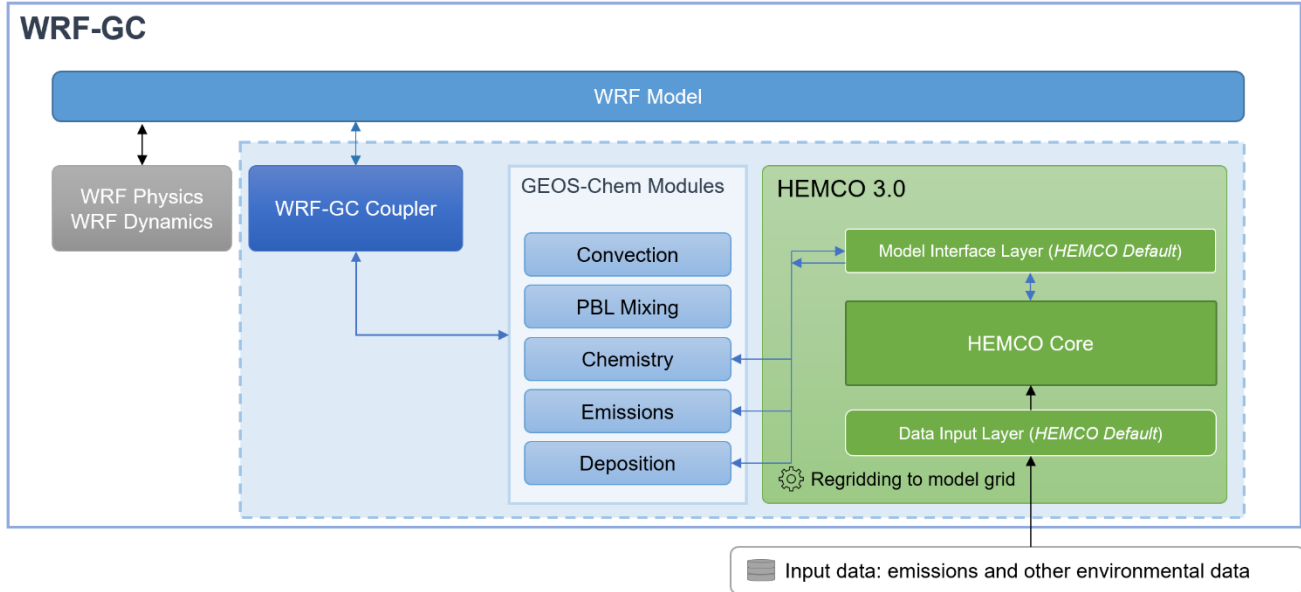 WRF-GC
WRF Model
WRF Physics
WRF Dynamics
WRF-GC Coupler
GEOS-Chem Modules
Convection
PBL Mixing
Chemistry
Emissions
Deposition
HEMCO 3.0
Model Interface Layer (HEMCO Default)
HEMCO Core
Data Input Layer (HEMCO Default)
Regridding to model grid
Input data: emissions and other environmental data